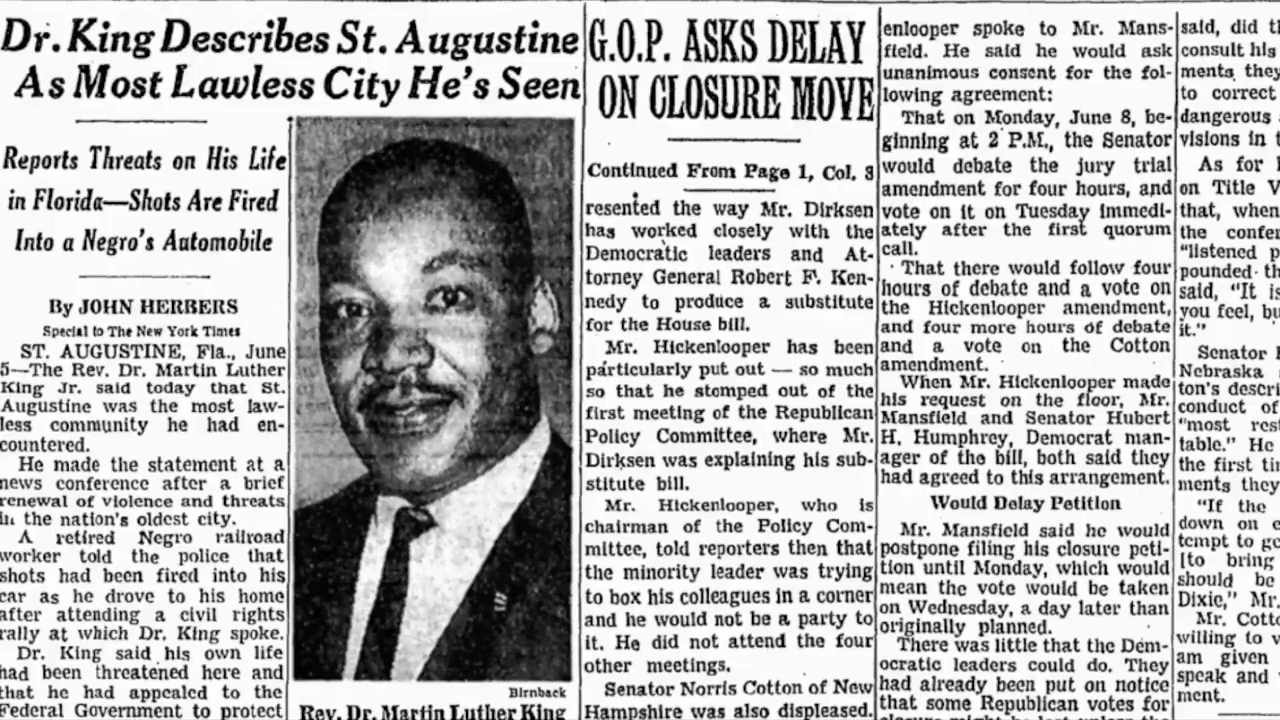 Dr. King Describes St. Augustine
As Most Lawless City He's Seen
Reports Threats on His Life
in Florida—Shots Are Fired
Into a Negro's Automobile
By JOHN HERBERS
Special to The New York Times
ST. AUGUSTINE, Fla., June
5—The Rev. Dr. Martin Luther
King Jr. said today that St.
Augustine was the most law-
less community he had en-
countered.
He made the statement at a
news conference after a brief
renewal of violence and threats
in the nation's oldest city.
A retired Negro railroad
worker told the police that
shots had been fired into his
car as he drove to his home
after attending a civil rights
rally at which Dr. King spoke.
Dr. King said his own life
had been threatened here and
that he had appealed to the
Federal Government to protect
Birnback
Rev. Dr. Martin Luther King
G.O.P. ASKS DELAY
ON CLOSURE MOVE
Continued From Page 1, Col. 8
resented the way Mr. Dirksen
has worked closely with the
Democratic leaders and At-
torney General Robert F. Ken-
nedy to produce a substitute
for the House bill.
Mr. Hickenlooper has been
particularly put out — so much
so that he stomped out of the
first meeting of the Republican
Policy Committee, where Mr.
Dirksen was explaining his sub-
stitute bill.
Mr. Hickenlooper, who is
chairman of the Policy Com-
mittee, told reporters then that
the minority leader was trying
to box his colleagues in a corner
and he would not be a party to
it. He did not attend the four
other meetings.
Senator Norris Cotton of New
Hampshire was also displeased.
enlooper spoke to Mr. Mans-
field. He said he would ask
unanimous consent for the fol-
lowing agreement:
That on Monday, June 8, be-
ginning at 2 P.M., the Senator
would debate the jury trial
amendment for four hours, and
vote on it on Tuesday immedi-
ately after the first quorum
call.
That there would follow four
hours of debate and a vote on
the Hickenlooper amendment,
and four more hours of debate
and a vote on the Cotton
amendment.
When Mr. Hickenlooper made
his request on the floor, Mr.
Mansfield and Senator Hubert
H. Humphrey, Democrat man-
ager of the bill, both said they
had agreed to this arrangement.
Would Delay Petition
Mr. Mansfield said he would
postpone filing his closure peti-
tion until Monday, which would
mean the vote would be taken
on Wednesday, a day later than
originally planned.
There was little that the Dem-
ocratic leaders could do. They
had already been put on notice
that some Republican votes for
said, did
consult his
ments, they
to correct
dangerous
visions in
As for
on Title V
that, when
the confer
"listened
pounded
said, "It is
you feel, bu
it."
Senator
Nebraska
ton's descri
conduct of
"most rest
table." He
the first tim
ments they
"If the
down on
tempt to
[to bring
should be
Dixie," Mr.
Mr. Cotto
willing to
am given
speak and
ment.